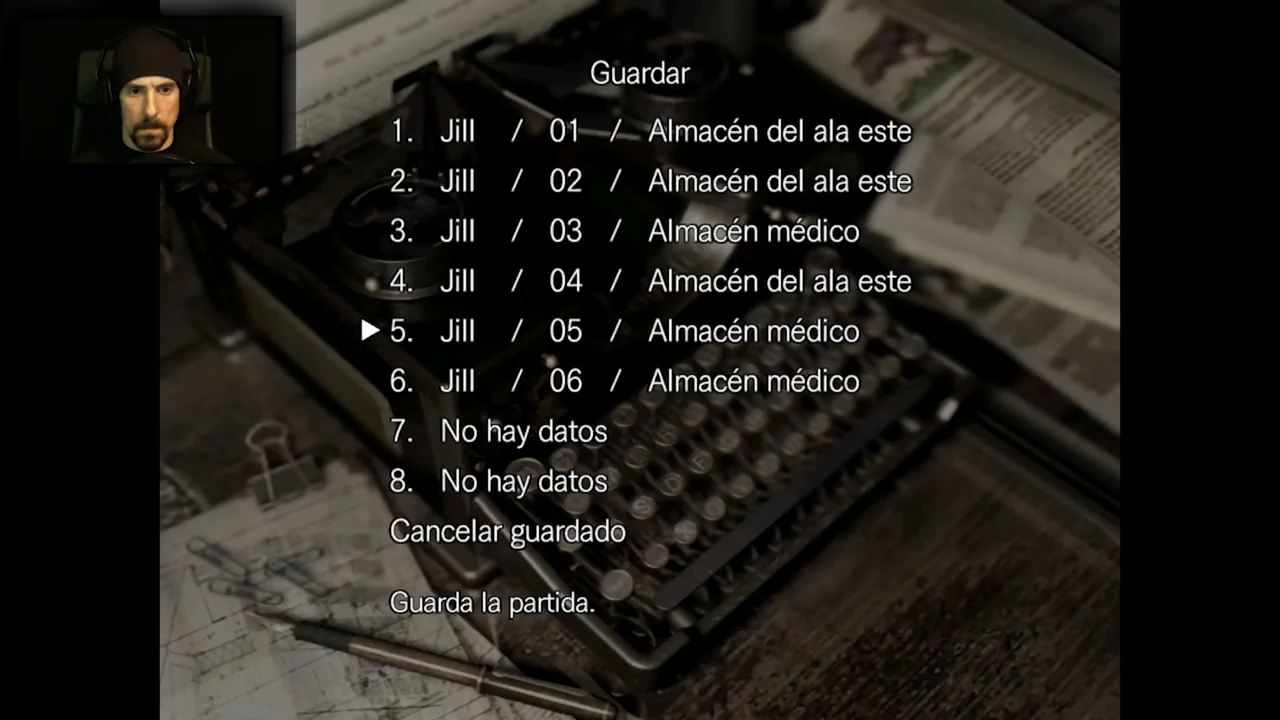 Guardar
1. Jill / 01 / Almacén del ala este
2. Jill / 02 / Almacén del ala este
3. Jill / 03 / Almacén médico
4. Jill / 04 / Almacén del ala este
5. Jill / 05 / Almacén médico
6. Jill / 06 / Almacén médico
7. No hay datos
8. No hay datos
Cancelar guardado
Guarda la partida.